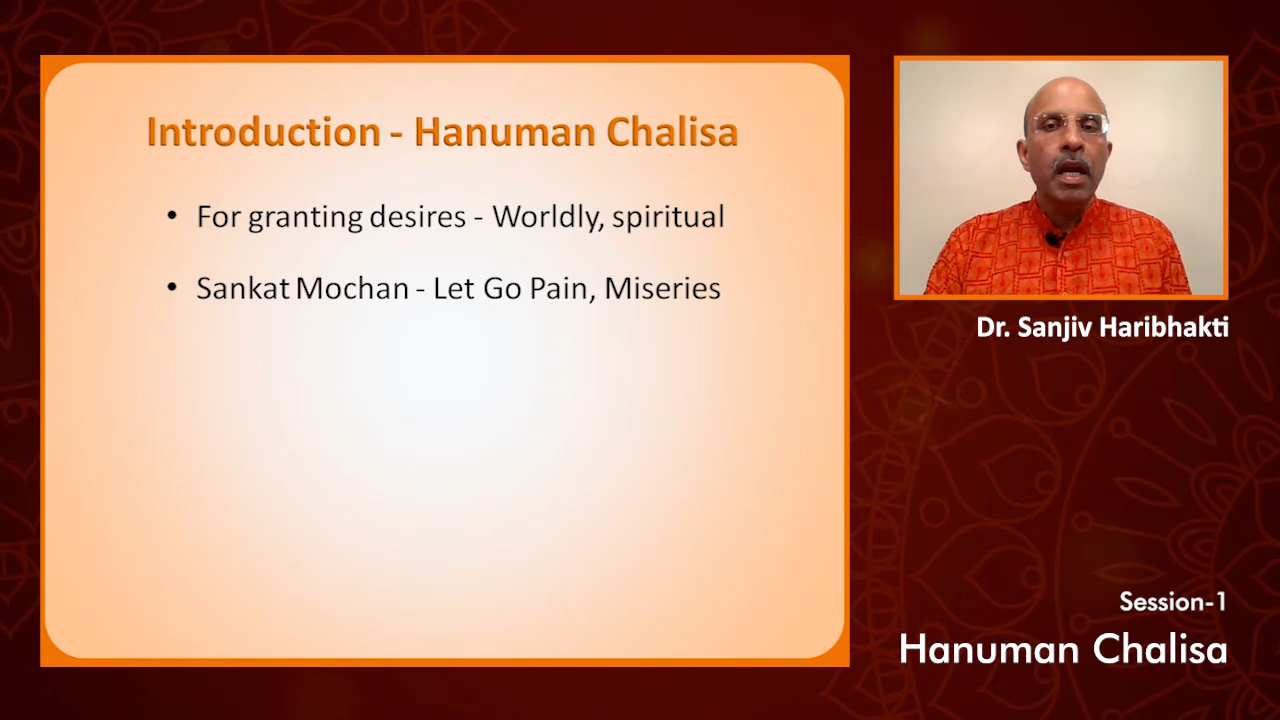 Introduction - Hanuman Chalisa
• For granting desires - Worldly, spiritual
• Sankat Mochan - Let Go Pain, Miseries
Dr. Sanjiv Haribhakti
Session-1
Hanuman Chalisa